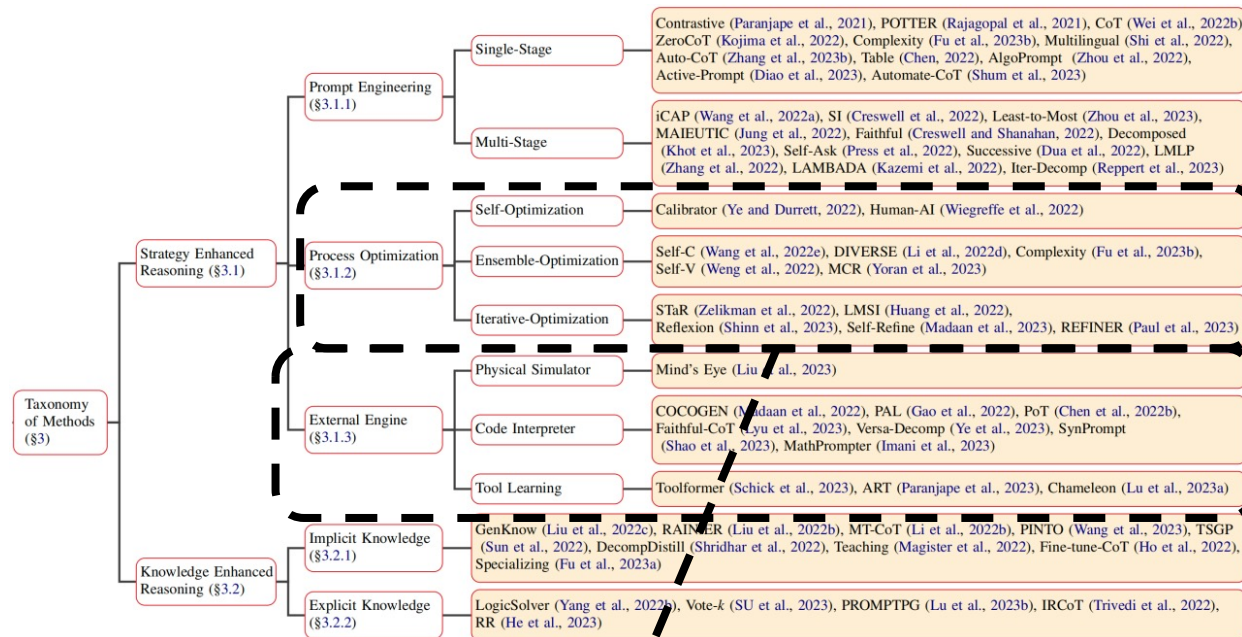 Taxonomy
of Methods
(§3)
Strategy Enhanced
Reasoning (§3.1)
Prompt Engineering
(§3.1.1)
Single-Stage
Contrastive (Paranjape et al., 2021), POTTER (Rajagopal et al., 2021), CoT (Wei et al., 2022b)
ZeroCoT (Kojima et al., 2022), Complexity (Fu et al., 2023b), Multilingual (Shi et al., 2022),
Auto-CoT (Zhang et al., 2023b), Table (Chen, 2022), AlgoPrompt (Zhou et al., 2022),
Active-Prompt (Diao et al., 2023), Automate-CoT (Shum et al., 2023)
Multi-Stage
iCAP (Wang et al., 2022a), SI (Creswell et al., 2022), Least-to-Most (Zhou et al., 2023),
MAIEUTIC (Jung et al., 2022), Faithful (Creswell and Shanahan, 2022), Decomposed
(Khot et al., 2023), Self-Ask (Press et al., 2022), Successive (Dua et al., 2022), LMLP
(Zhang et al., 2022), LAMBADA (Kazemi et al., 2022), Iter-Decomp (Reppert et al., 2023)
Process Optimization
(§3.1.2)
Self-Optimization
Calibrator (Ye and Durrett, 2022), Human-AI (Wiegreffe et al., 2022)
Ensemble-Optimization
Self-C (Wang et al., 2022e), DIVERSE (Li et al., 2022d), Complexity (Fu et al., 2023b),
Self-V (Weng et al., 2022), MCR (Yoran et al., 2023)
Iterative-Optimization
STaR (Zelikman et al., 2022), LMSI (Huang et al., 2022),
Reflexion (Shinn et al., 2023), Self-Refine (Madaan et al., 2023), REFINER (Paul et al., 2023)
External Engine
(§3.1.3)
Physical Simulator
Mind's Eye (Liu et al., 2023)
Code Interpreter
COCOGEN (Madaan et al., 2022), PAL (Gao et al., 2022), PoT (Chen et al., 2022b),
Faithful-CoT (Lyu et al., 2023), Versa-Decomp (Ye et al., 2023), SynPrompt
(Shao et al., 2023), MathPrompter (Imani et al., 2023)
Tool Learning
Toolformer (Schick et al., 2023), ART (Paranjape et al., 2023), Chameleon (Lu et al., 2023a)
Knowledge Enhanced
Reasoning (§3.2)
Implicit Knowledge
(§3.2.1)
GenKnow (Liu et al., 2022c), RAINIER (Liu et al., 2022b), MT-CoT (Li et al., 2022b), PINTO (Wang et al., 2023), TSGP
(Sun et al., 2022), DecompDistill (Shridhar et al., 2022), Teaching (Magister et al., 2022), Fine-tune-CoT (Ho et al., 2022),
Specializing (Fu et al., 2023a)
Explicit Knowledge
(§3.2.2)
LogicSolver (Yang et al., 2022b), Vote-k (SU et al., 2023), PROMPTPG (Lu et al., 2023b), IRCoT (Trivedi et al., 2022),
RR (He et al., 2023)